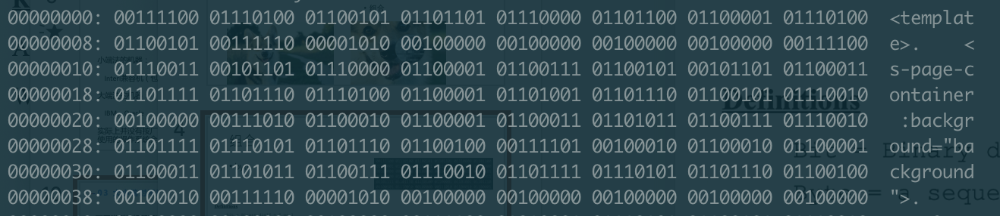 00000000: 00111100 01110100 01100101 01101101 01110000 01101100 01100001 01110100 <templat
00000008: 01100101 00111110 00001010 00100000 00100000 00100000 00100000 00111100 e>.    <
00000010: 01110011 00101101 01110000 01100001 01100111 01100101 00101101 01100011 s-page-c
00000018: 01101111 01101110 01110100 01100001 01101001 01101110 01100101 01110010 ontainer
00000020: 00100000 00111010 01100010 01100001 01100011 01101011 01100111 01110010  :backgr
00000028: 01101111 01110101 01101110 01100100 00111101 00100010 01100010 01100001 ound="ba
00000030: 01100011 01101011 01100111 01110010 01101111 01110101 01101110 01100100 ckground
00000038: 00100010 00111110 00001010 00100000 00100000 00100000 00100000 00100000 ">.
Definitions